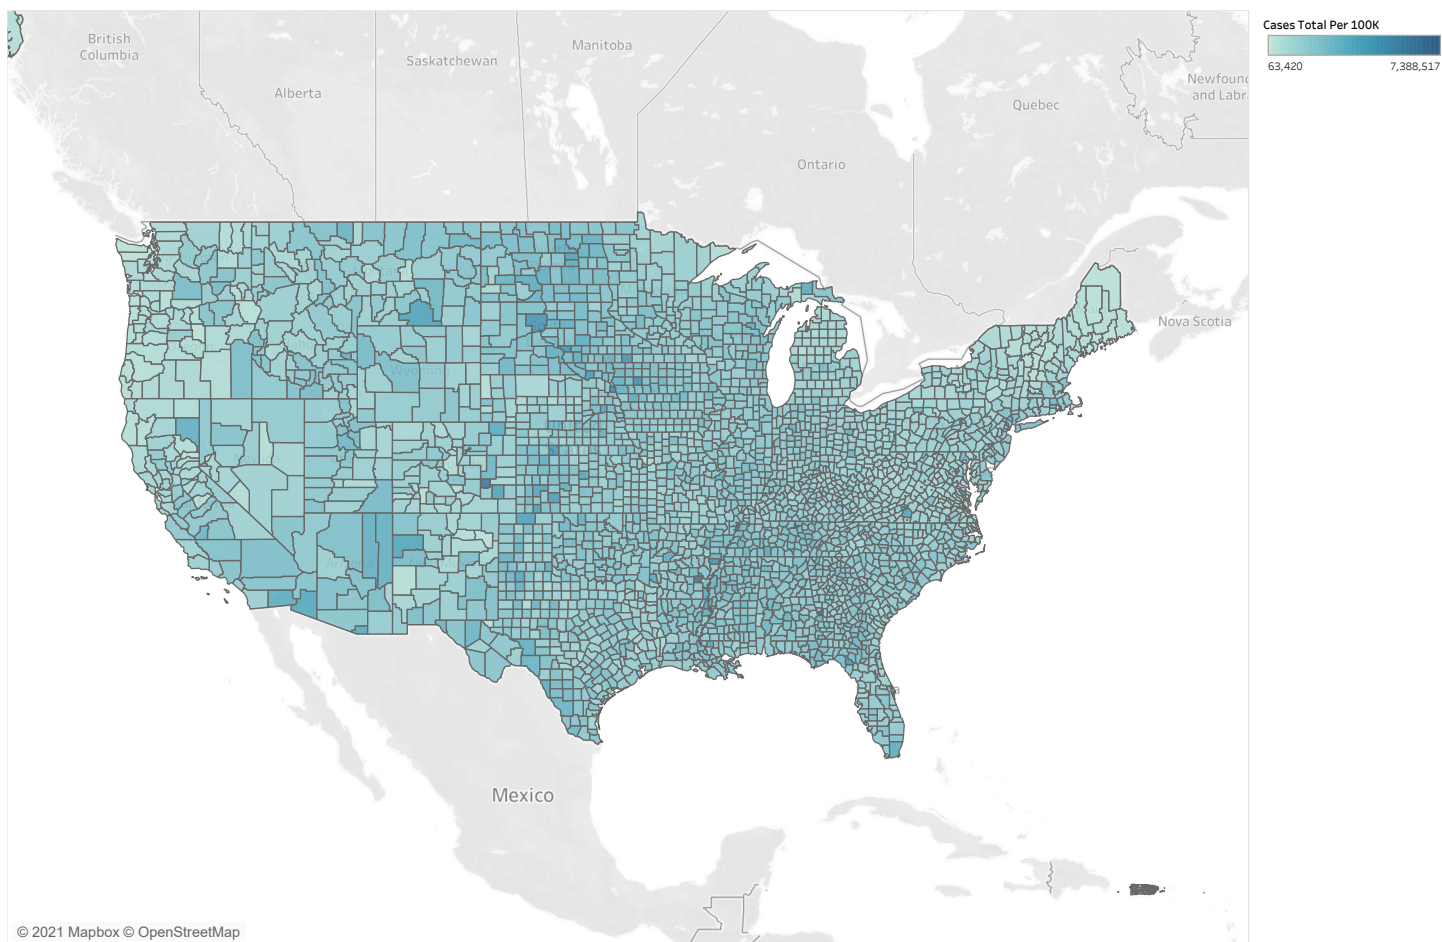 Cases Total Per 100K
63,420
7,388,517
British
Columbia
Alberta
Saskatchewan
Manitoba
Ontario
Quebec
Newfound
and Labr
Nova Scotia
Wyoming
Mexico
© 2021 Mapbox © OpenStreetMap